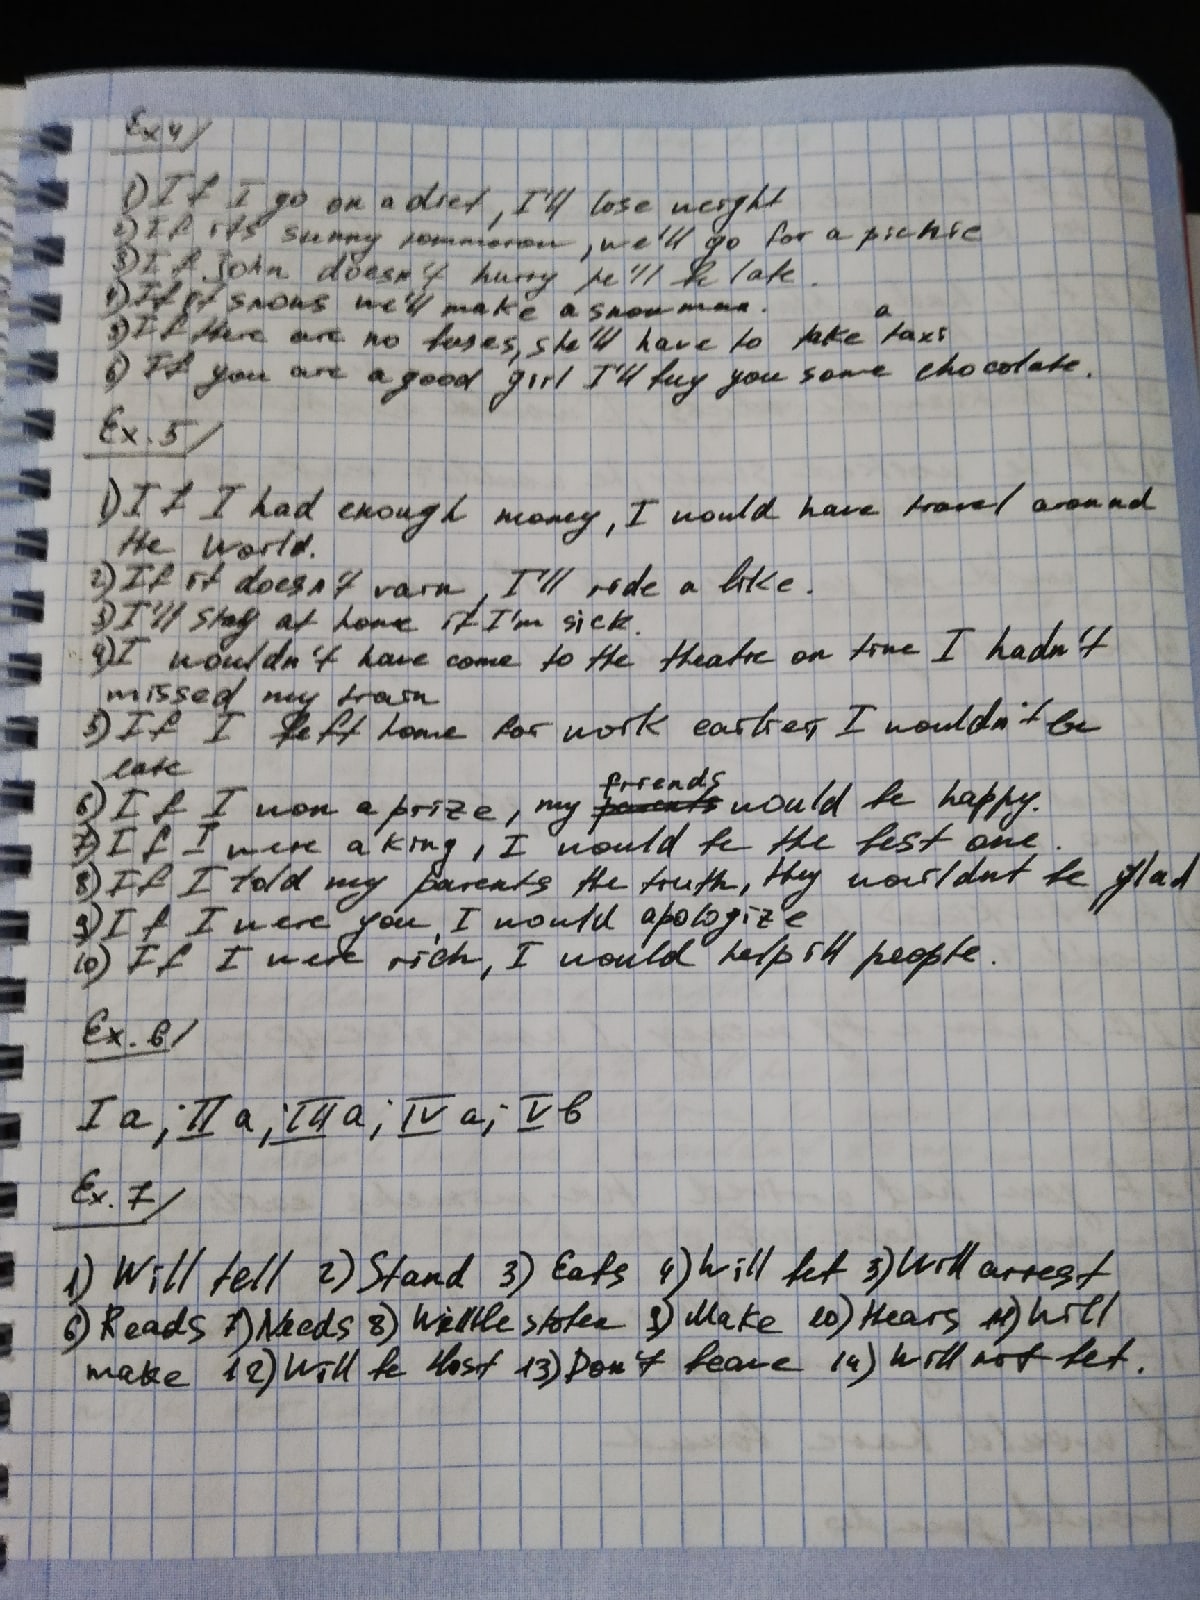 Ex 4/
1) If I go on a diet, I'll lose weight
2) If its sunny tommorow, we'll go for a picnic
3) If John doesn't hurry he'll be late.
4) If it snows we'll make a snowman.
5) If there are no buses, she'll have to take a taxi
6) If you are a good girl I'll buy you some chocolate.
Ex. 5/
1) If I had enough money, I would have travel around
the world.
2) If it doesn't rain, I'll ride a bike.
3) I'll stay at home if I'm sick.
4) I wouldn't have come to the theatre on time I hadn't
missed my train
5) If I left home for work earlier, I wouldn't be
late
6) If I won a prize, my parents friends would be happy.
7) If I were a king, I would be the best one.
8) If I told my parents the truth, they wouldnt be glad
9) If I were you, I would apologize
10) If I were rich, I would help ill people.
Ex. 6/
I a; II a; III a; IV a; V b
Ex. 7/
1) Will tell 2) Stand 3) Eats 4) Will let 5) Will arrest
6) Reads 7) Needs 8) stolen 9) Make 10) Hears 11) Will
make 12) Will be 13) Don't leave 14) Will not let.